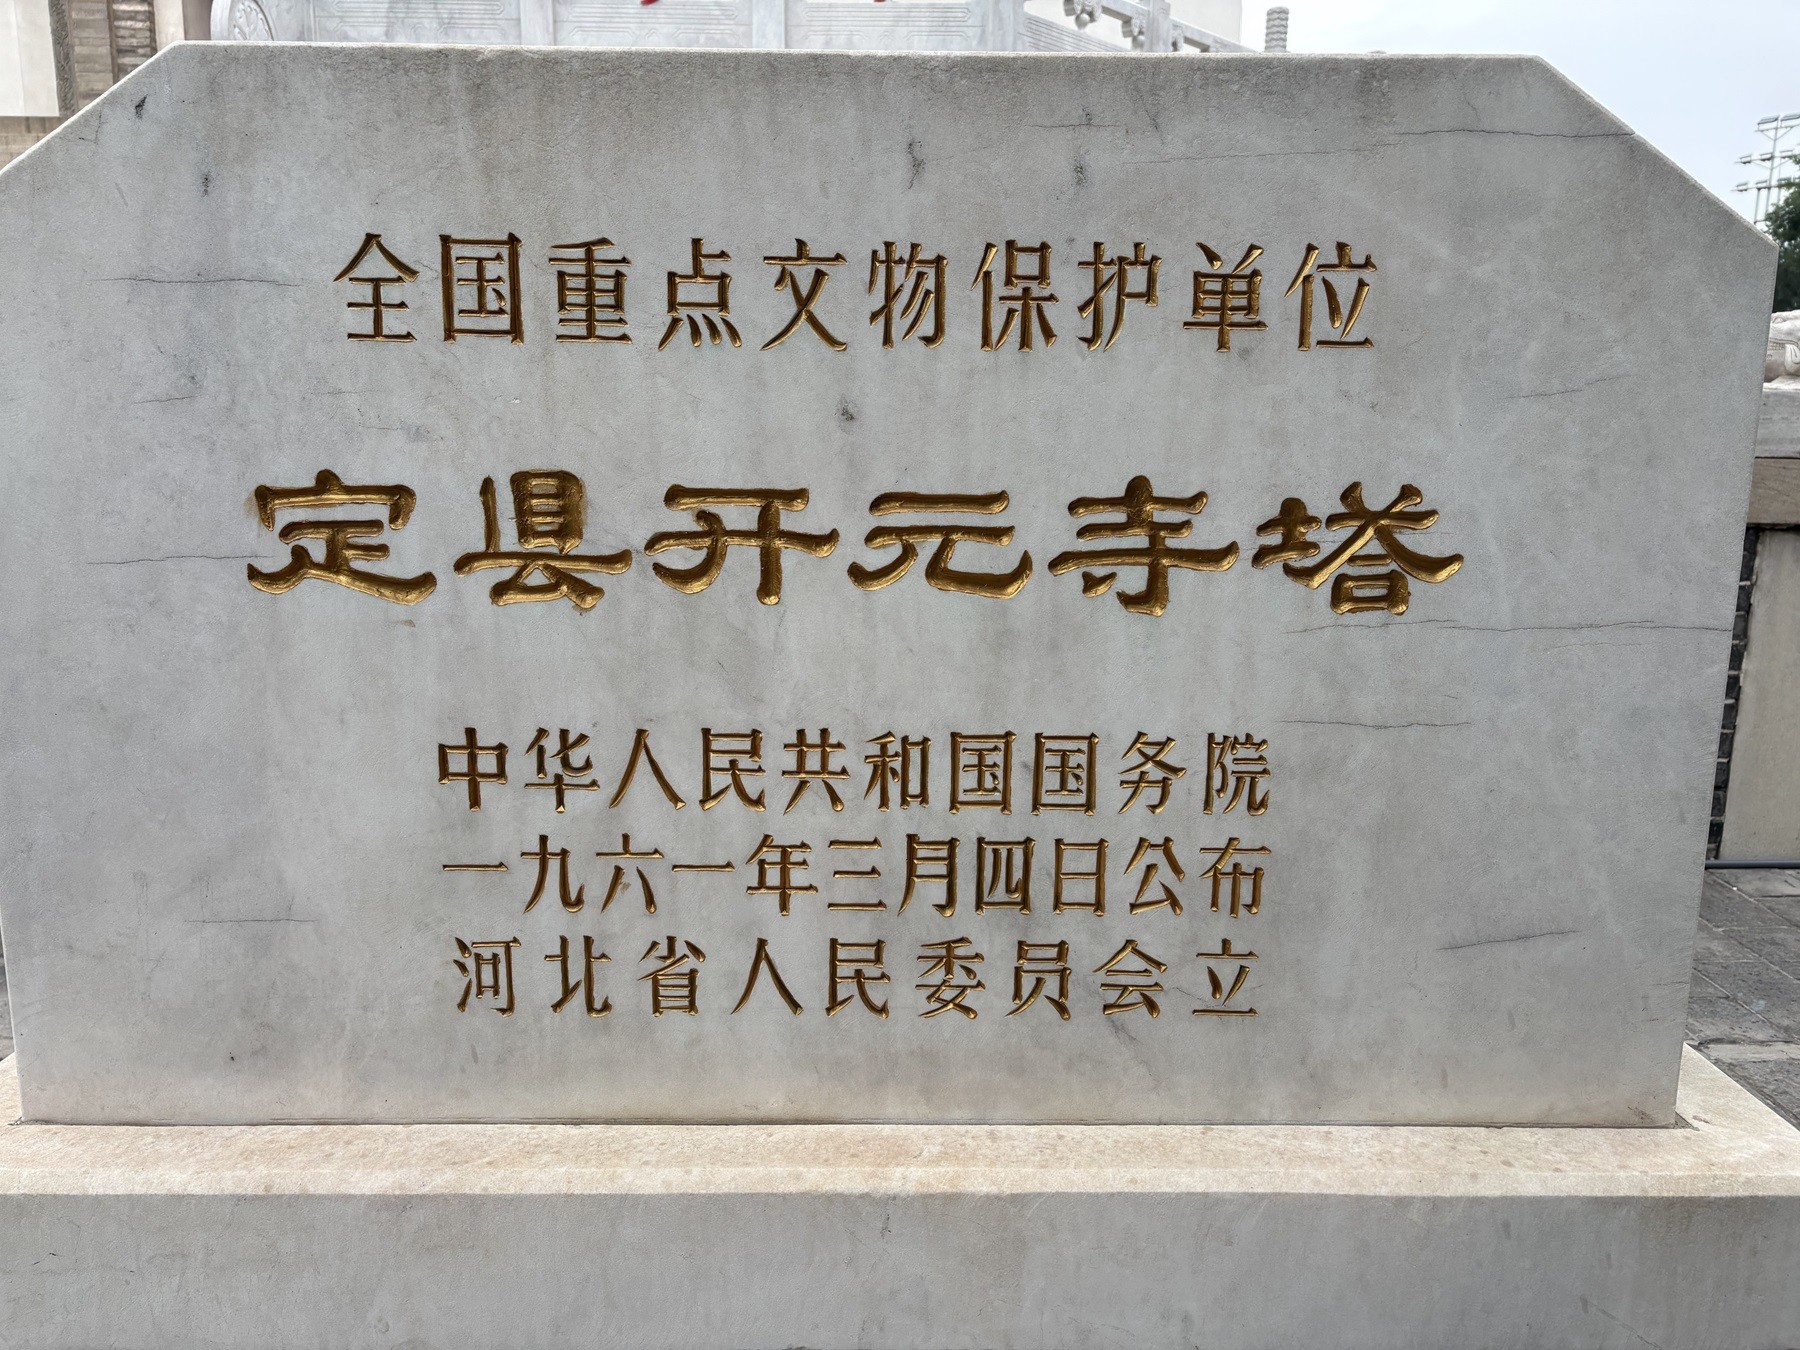 全国重点文物保护单位
定县开元寺塔
中华人民共和国国务院
一九六一年三月四日公布
河北省人民委员会立